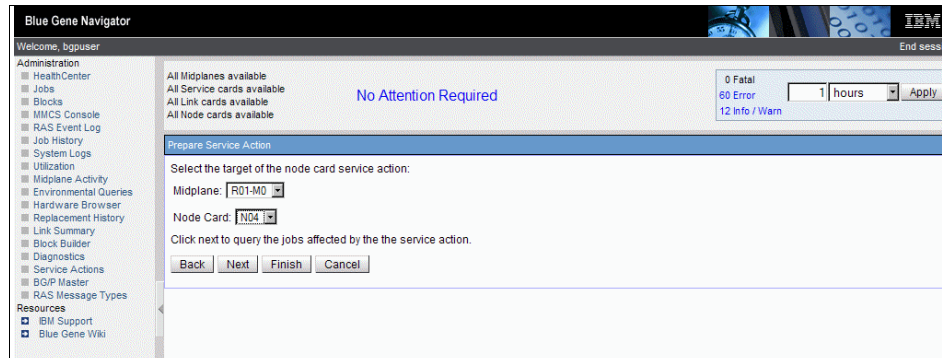 Blue Gene Navigator
IBM
Welcome, bgpuser
End sess
Administration
HealthCenter
Jobs
Blocks
MMCS Console
RAS Event Log
Job History
System Logs
Utilization
Midplane Activity
Environmental Queries
Hardware Browser
Replacement History
Link Summary
Block Builder
Diagnostics
Service Actions
BG/P Master
RAS Message Types
Resources
IBM Support
Blue Gene Wiki
All Midplanes available
All Service cards available
All Link cards available
All Node cards available
No Attention Required
0 Fatal
60 Error
12 Info / Warn
1 hours Apply
Prepare Service Action
Select the target of the node card service action:
Midplane: R01-M0
Node Card: N04
Click next to query the jobs affected by the the service action.
Back Next Finish Cancel